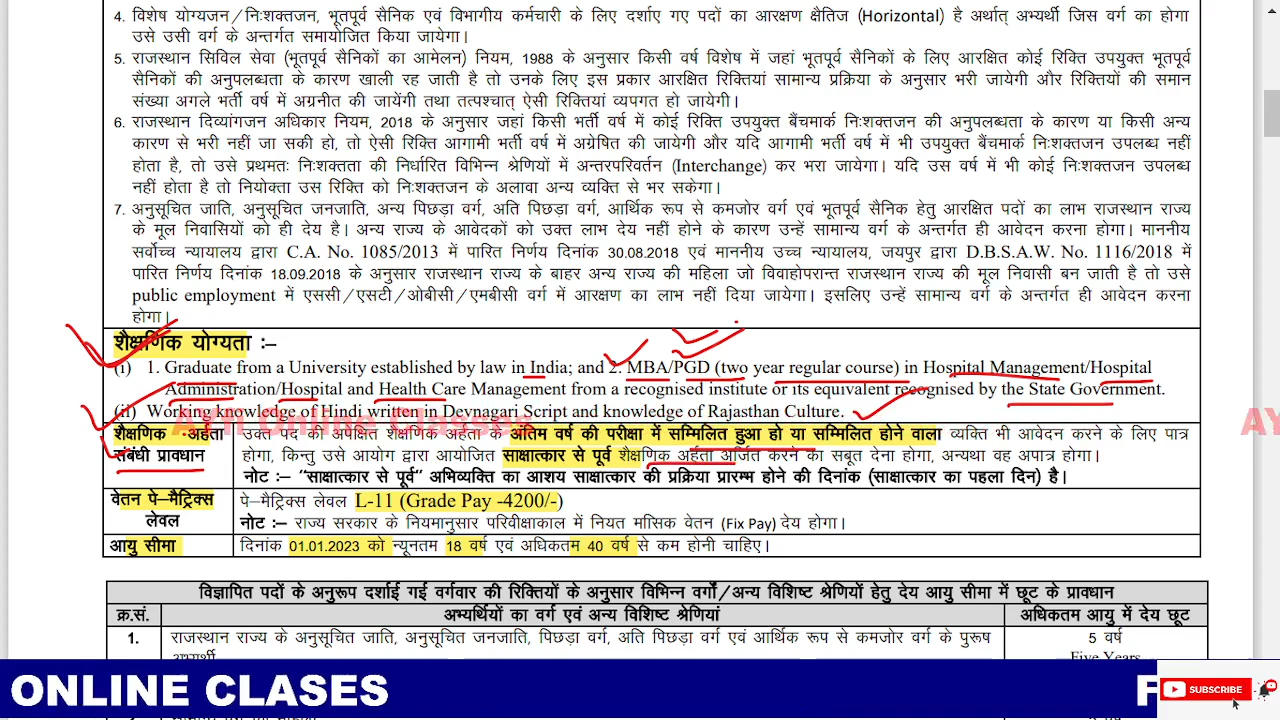 4. विशेष योग्यजन/निःशक्तजन, भूतपूर्व सैनिक एवं विभागीय कर्मचारी के लिए दर्शाए गए पदों का आरक्षण क्षैतिज (Horizontal) है अर्थात् अभ्यर्थी जिस वर्ग का होगा
उसे उसी वर्ग के अन्तर्गत समायोजित किया जायेगा।
5. राजस्थान सिविल सेवा (भूतपूर्व सैनिकों का आमेलन) नियम, 1988 के अनुसार किसी वर्ष विशेष में जहां भूतपूर्व सैनिकों के लिए आरक्षित कोई रिक्ति उपयुक्त भूतपूर्व
सैनिकों की अनुपलब्धता के कारण खाली रह जाती है तो उनके लिए इस प्रकार आरक्षित रिक्तियां सामान्य प्रक्रिया के अनुसार भरी जायेगी और रिक्तियों की समान
संख्या अगले भर्ती वर्ष में अग्रनीत की जायेंगी तथा तत्पश्चात् ऐसी रिक्तियां व्यपगत हो जायेगी।
6. राजस्थान दिव्यांगजन अधिकार नियम, 2018 के अनुसार जहां किसी भर्ती वर्ष में कोई रिक्ति उपयुक्त बैंचमार्क निःशक्तजन की अनुपलब्धता के कारण या किसी अन्य
कारण से भरी नहीं जा सकी हो, तो ऐसी रिक्ति आगामी भर्ती वर्ष में अग्रेषित की जायेगी और यदि आगामी भर्ती वर्ष में भी उपयुक्त बैंचमार्क निःशक्तजन उपलब्ध नहीं
होता है, तो उसे प्रथमतः निःशक्तता की निर्धारित विभिन्न श्रेणियों में अन्तरपरिवर्तन (Interchange) कर भरा जायेगा। यदि उस वर्ष में भी कोई निःशक्तजन उपलब्ध
नहीं होता है तो नियोक्ता उस रिक्ति को निःशक्तजन के अलावा अन्य व्यक्ति से भर सकेगा।
7. अनुसूचित जाति, अनुसूचित जनजाति, अन्य पिछड़ा वर्ग, अति पिछड़ा वर्ग, आर्थिक रूप से कमजोर वर्ग एवं भूतपूर्व सैनिक हेतु आरक्षित पदों का लाभ राजस्थान राज्य
के मूल निवासियों को ही देय है। अन्य राज्य के आवेदकों को उक्त लाभ देय नहीं होने के कारण उन्हें सामान्य वर्ग के अन्तर्गत ही आवेदन करना होगा। माननीय
सर्वोच्च न्यायालय द्वारा C.A. No. 1085/2013 में पारित निर्णय दिनांक 30.08.2018 एवं माननीय उच्च न्यायालय, जयपुर द्वारा D.B.S.A.W. No. 1116/2018 में
पारित निर्णय दिनांक 18.09.2018 के अनुसार राजस्थान राज्य के बाहर अन्य राज्य की महिला जो विवाहोपरान्त राजस्थान राज्य की मूल निवासी बन जाती है तो उसे
public employment में एससी/एसटी/ओबीसी/एमबीसी वर्ग में आरक्षण का लाभ नहीं दिया जायेगा। इसलिए उन्हें सामान्य वर्ग के अन्तर्गत ही आवेदन करना
होगा।
शैक्षणिक योग्यता :–
(i) 1. Graduate from a University established by law in India; and 2. MBA/PGD (two year regular course) in Hospital Management/Hospital
Administration/Hospital and Health Care Management from a recognised institute or its equivalent recognised by the State Government.
(ii) Working knowledge of Hindi written in Devnagari Script and knowledge of Rajasthan Culture.
शैक्षणिक अर्हता उक्त पद की अपेक्षित शैक्षणिक अर्हता के अंतिम वर्ष की परीक्षा में सम्मिलित हुआ हो या सम्मिलित होने वाला व्यक्ति भी आवेदन करने के लिए पात्र
संबंधी प्रावधान होगा, किन्तु उसे आयोग द्वारा आयोजित साक्षात्कार से पूर्व शैक्षणिक अर्हता अर्जित करने का सबूत देना होगा, अन्यथा वह अपात्र होगा।
नोट :– “साक्षात्कार से पूर्व” अभिव्यक्ति का आशय साक्षात्कार की प्रक्रिया प्रारम्भ होने की दिनांक (साक्षात्कार का पहला दिन) है।
वेतन पे–मैट्रिक्स पे–मैट्रिक्स लेवल L-11 (Grade Pay -4200/-)
लेवल नोट :– राज्य सरकार के नियमानुसार परिवीक्षाकाल में नियत मासिक वेतन (Fix Pay) देय होगा।
आयु सीमा दिनांक 01.01.2023 को न्यूनतम 18 वर्ष एवं अधिकतम 40 वर्ष से कम होनी चाहिए।
विज्ञापित पदों के अनुरूप दर्शाई गई वर्गवार की रिक्तियों के अनुसार विभिन्न वर्गों/अन्य विशिष्ट श्रेणियों हेतु देय आयु सीमा में छूट के प्रावधान
क्र.सं. अभ्यर्थियों का वर्ग एवं अन्य विशिष्ट श्रेणियां अधिकतम आयु में देय छूट
1. राजस्थान राज्य के अनुसूचित जाति, अनुसूचित जनजाति, पिछड़ा वर्ग, अति पिछड़ा वर्ग एवं आर्थिक रूप से कमजोर वर्ग के पुरूष 5 वर्ष
अभ्यर्थी Five Years
ONLINE CLASES
SUBSCRIBE